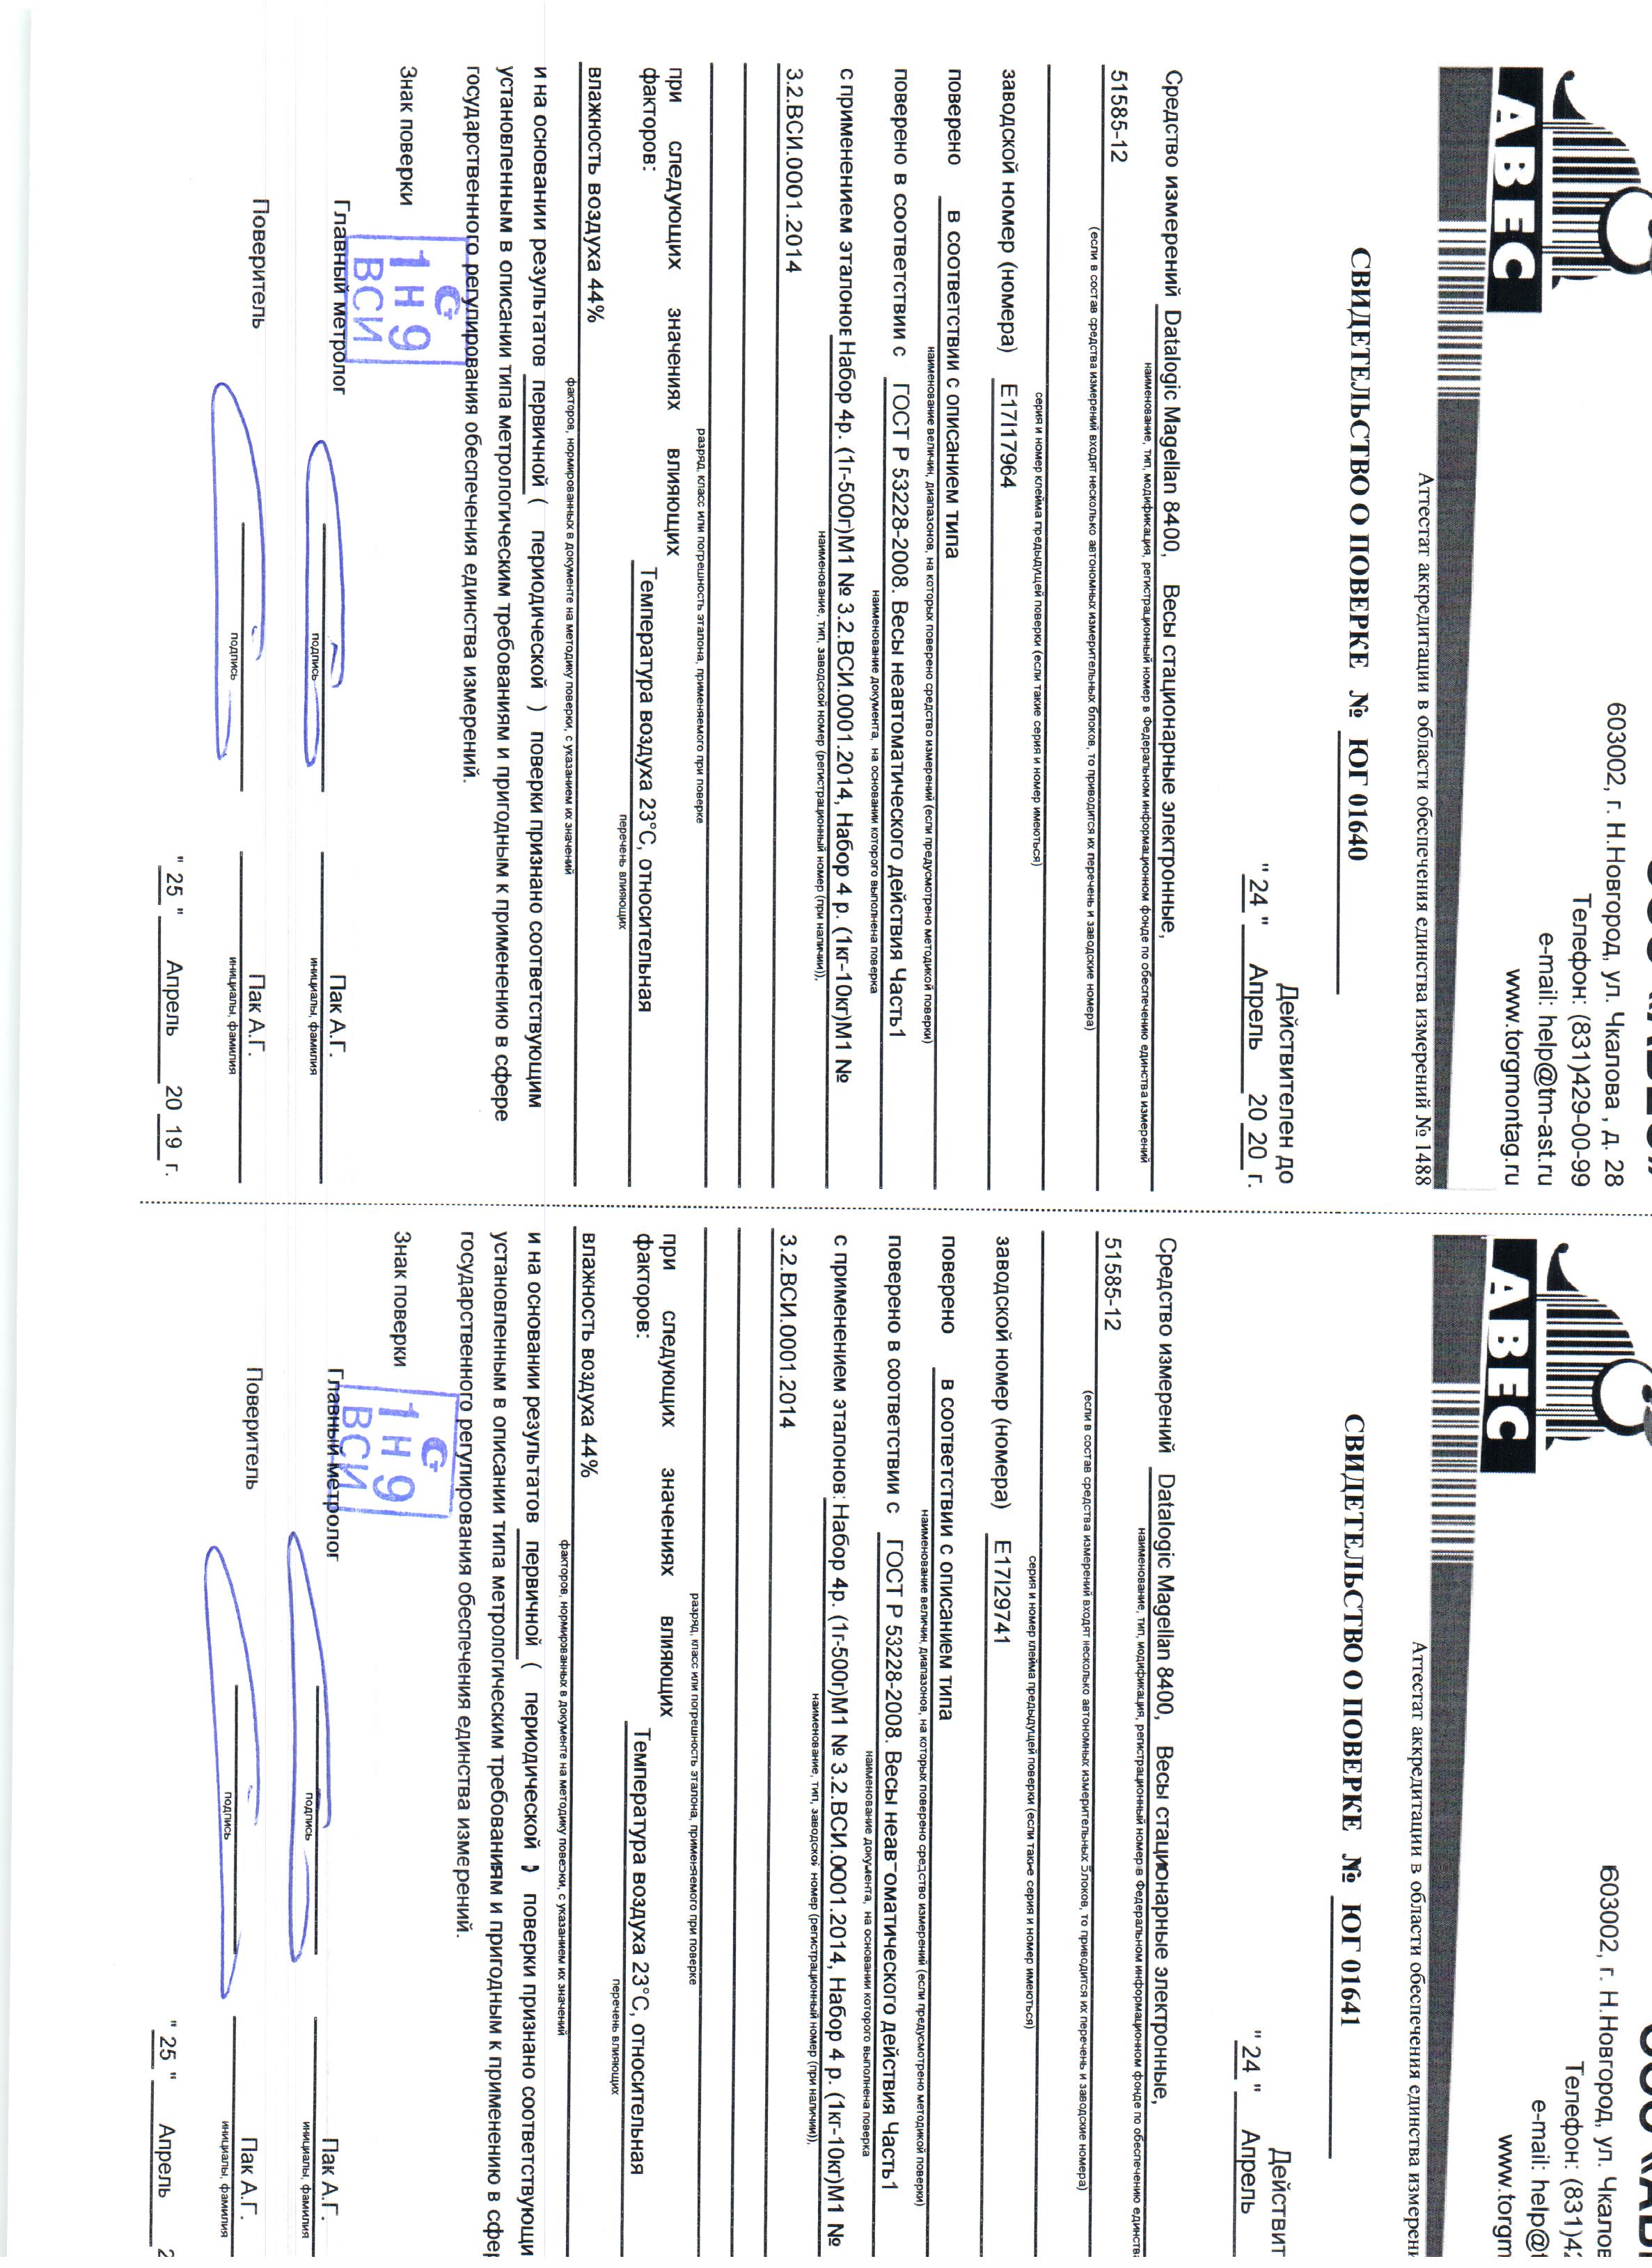 ООО «АВЕС»
603002, г. Н.Новгород, ул. Чкалова , д. 28
Телефон: (831)429-00-99
e-mail: help@tm-ast.ru
www.torgmontag.ru
АВЕС
Аттестат аккредитации в области обеспечения единства измерений № 1488
СВИДЕТЕЛЬСТВО О ПОВЕРКЕ № ЮГ 01640
Действителен до
" 24 " Апрель 20 20 г.
Средство измерений Datalogic Magellan 8400, Весы стационарные электронные,
наименование, тип, модификация, регистрационный номер в Федеральном информационном фонде по обеспечению единства измерений
51585-12
(если в состав средства измерений входят несколько автономных измерительных блоков, то приводится их перечень и заводские номера)
серия и номер клейма предыдущей поверки (если такие серия и номер имеються)
заводской номер (номера) E17I17964
поверено в соответствии с описанием типа
наименование величин, диапазонов, на которых поверено средство измерений (если предусмотрено методикой поверки)
поверено в соответствии с ГОСТ Р 53228-2008. Весы неавтоматического действия Часть1
наименование документа, на основании которого выполнена поверка
с применением эталонов Набор 4р. (1г-500г)М1 № 3.2.ВСИ.0001.2014, Набор 4 р. (1кг-10кг)М1 №
наименование, тип, заводской номер (регистрационный номер (при наличии)),
3.2.ВСИ.0001.2014
разряд, класс или погрешность эталона, применяемого при поверке
при следующих значениях влияющих
факторов: Температура воздуха 23°С, относительная
перечень влияющих
влажность воздуха 44%
факторов, нормированных в документе на методику поверки, с указанием их значений
и на основании результатов первичной ( периодической ) поверки признано соответствующим
установленным в описании типа метрологическим требованиям и пригодным к применению в сфере
государственного регулирования обеспечения единства измерений.
Знак поверки
1 Н 9
ВСИ
Главный метролог Пак А.Г.
подпись инициалы, фамилия
Поверитель Пак А.Г.
подпись инициалы, фамилия
" 25 " Апрель 20 19 г.
ООО «АВ
603002, г. Н.Новгород, ул. Чкалов
Телефон: (831)42
e-mail: help@t
www.torgm
АВЕС
Аттестат аккредитации в области обеспечения единства измерени
СВИДЕТЕЛЬСТВО О ПОВЕРКЕ № ЮГ 01641
Действит
" 24 " Апрель
Средство измерений Datalogic Magellan 8400, Весы стационарные электронные,
наименование, тип, модификация, регистрационный номер в Федеральном информационном фонде по обеспечению единства
51585-12
(если в состав средства измерений входят несколько автономных измерительных блоков, то приводится их перечень и заводские номера)
серия и номер клейма предыдущей поверки (если такие серия и номер имеються)
заводской номер (номера) E17I29741
поверено в соответствии с описанием типа
наименование величин, диапазонов, на которых поверено средство измерений (если предусмотрено методикой поверки)
поверено в соответствии с ГОСТ Р 53228-2008. Весы неавтоматического действия Часть1
наименование документа, на основании которого выполнена поверка
с применением эталонов: Набор 4р. (1г-500г)М1 № 3.2.ВСИ.0001.2014, Набор 4 р. (1кг-10кг)М1 №
наименование, тип, заводской номер (регистрационный номер (при наличии)),
3.2.ВСИ.0001.2014
разряд, класс или погрешность эталона, применяемого при поверке
при следующих значениях влияющих
факторов: Температура воздуха 23°С, относительная
перечень влияющих
влажность воздуха 44%
факторов, нормированных в документе на методику поверки, с указанием их значений
и на основании результатов первичной ( периодической ) поверки признано соответствующи
установленным в описании типа метрологическим требованиям и пригодным к применению в сфер
государственного регулирования обеспечения единства измерений.
Знак поверки
1 Н 9
ВСИ
Главный метролог Пак А.Г.
подпись инициалы, фамилия
Поверитель Пак А.Г.
подпись инициалы, фамилия
" 25 " Апрель 2